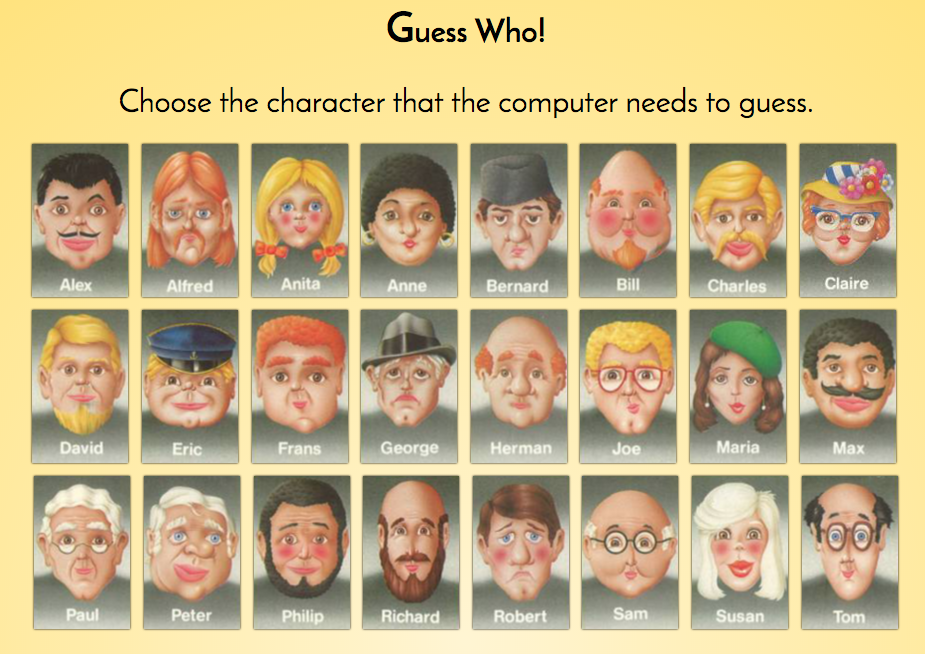 Guess Who!
Choose the character that the computer needs to guess.
Alex Alfred Anita Anne Bernard Bill Charles Claire
David Eric Frans George Herman Joe Maria Max
Paul Peter Philip Richard Robert Sam Susan Tom